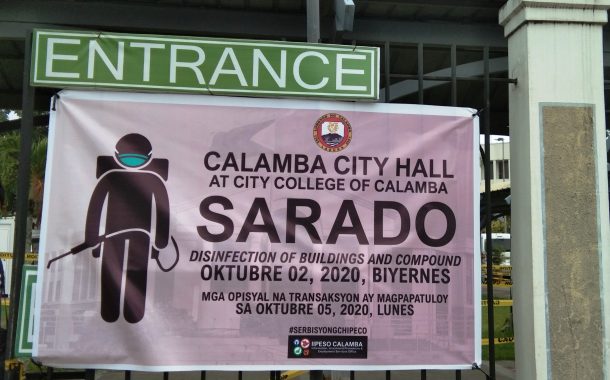 ENTRANCE
CALAMBA CITY HALL
AT CITY COLLEGE OF CALAMBA
SARADO
DISINFECTION OF BUILDINGS AND COMPOUND
OKTUBRE 02, 2020, BIYERNES
MGA OPISYAL NA TRANSAKSYON AY MAGPAPATULOY
SA OKTUBRE 05, 2020, LUNES
#SERBISYONGCHIPECO
IIPESO CALAMBA